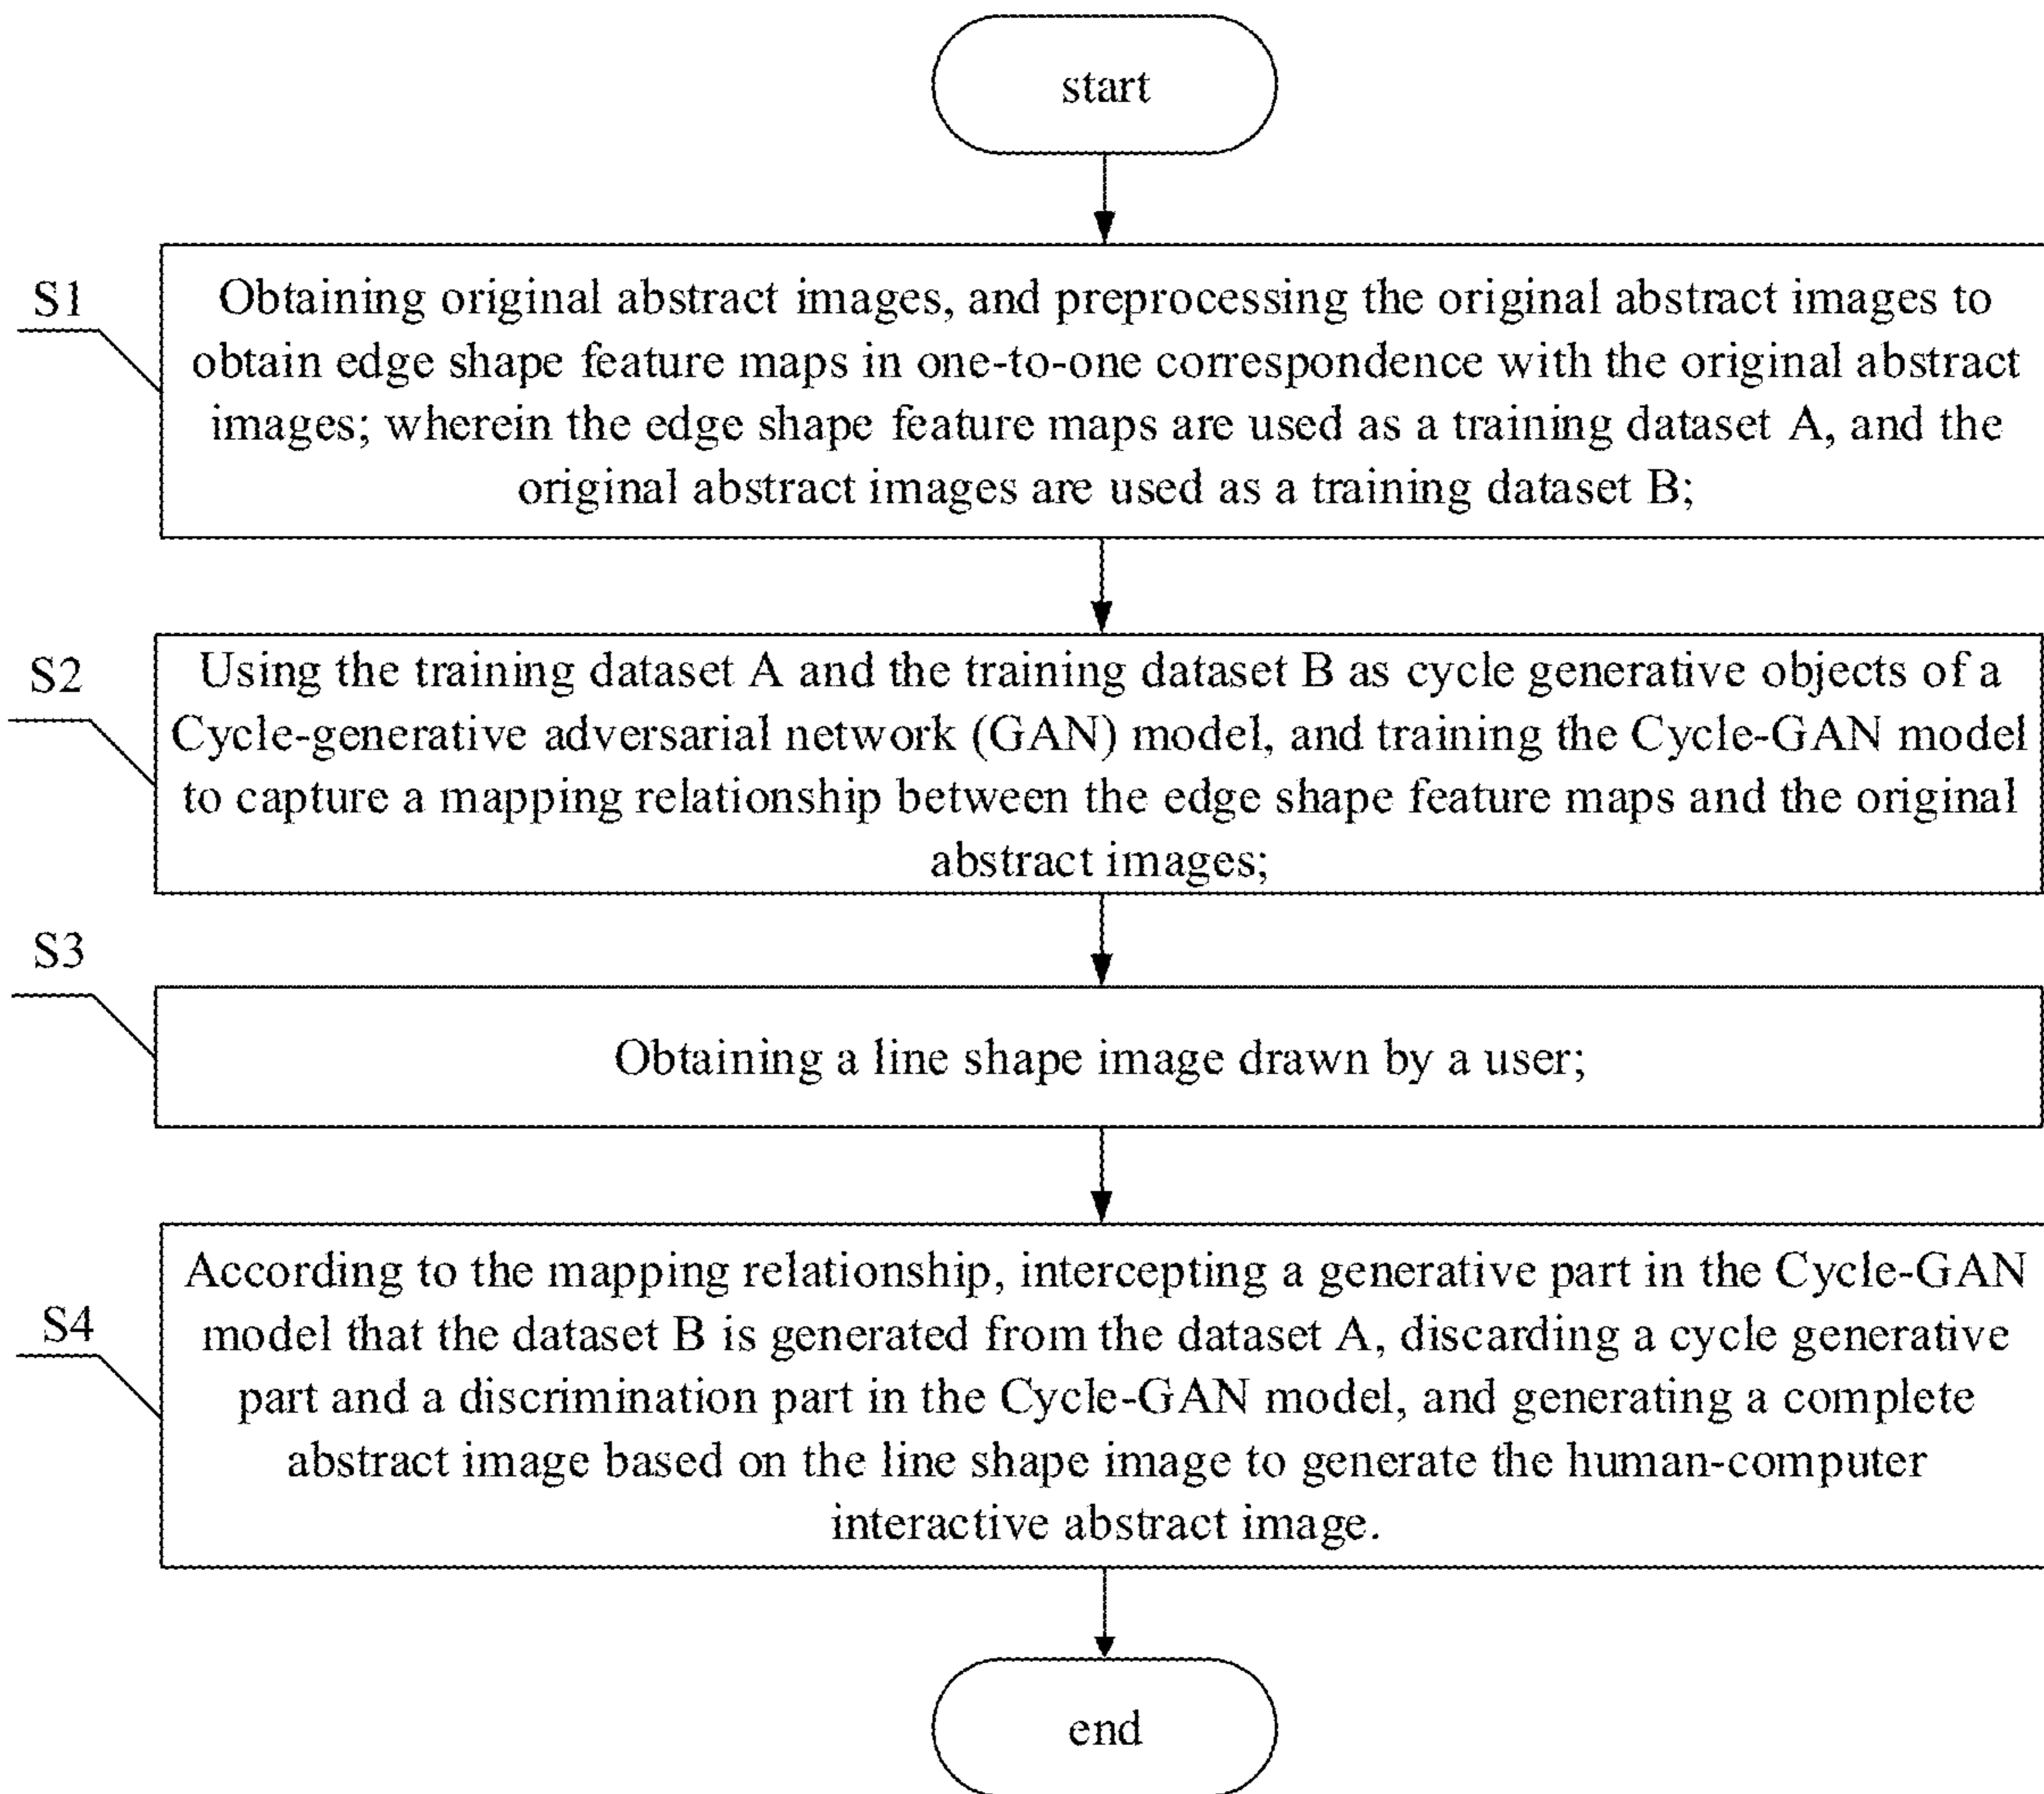 start
S1
Obtaining original abstract images, and preprocessing the original abstract images to
obtain edge shape feature maps in one-to-one correspondence with the original abstract
images; wherein the edge shape feature maps are used as a training dataset A, and the
original abstract images are used as a training dataset B;
S2
Using the training dataset A and the training dataset B as cycle generative objects of a
Cycle-generative adversarial network (GAN) model, and training the Cycle-GAN model
to capture a mapping relationship between the edge shape feature maps and the original
abstract images;
S3
Obtaining a line shape image drawn by a user;
S4
According to the mapping relationship, intercepting a generative part in the Cycle-GAN
model that the dataset B is generated from the dataset A, discarding a cycle generative
part and a discrimination part in the Cycle-GAN model, and generating a complete
abstract image based on the line shape image to generate the human-computer
interactive abstract image.
end